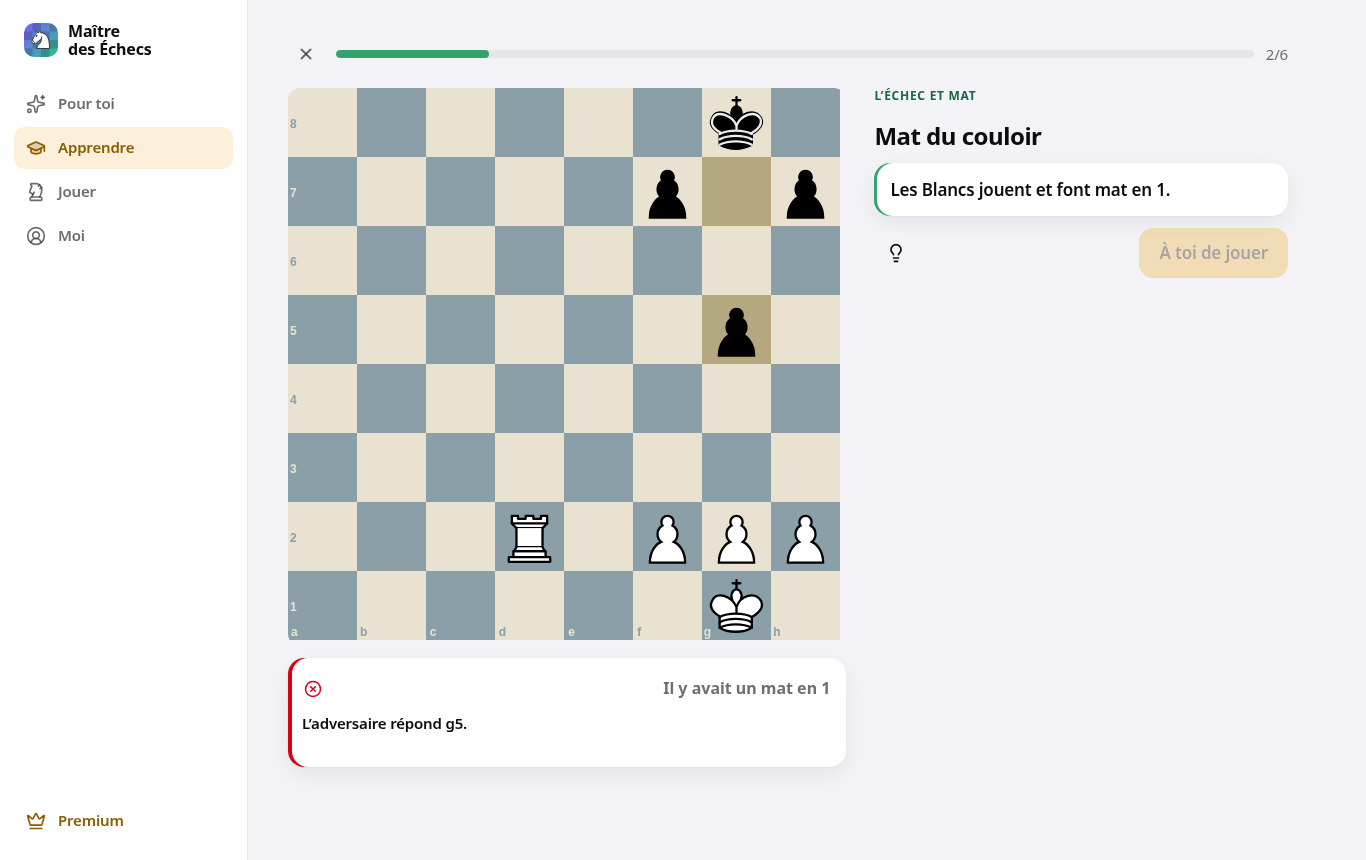 Maître
des Échecs
Pour toi
Apprendre
Jouer
Moi
Premium
2/6
8
7
6
5
4
3
2
1
a
b
c
d
e
f
g
h
L'ÉCHEC ET MAT
Mat du couloir
Les Blancs jouent et font mat en 1.
À toi de jouer
Il y avait un mat en 1
L'adversaire répond g5.